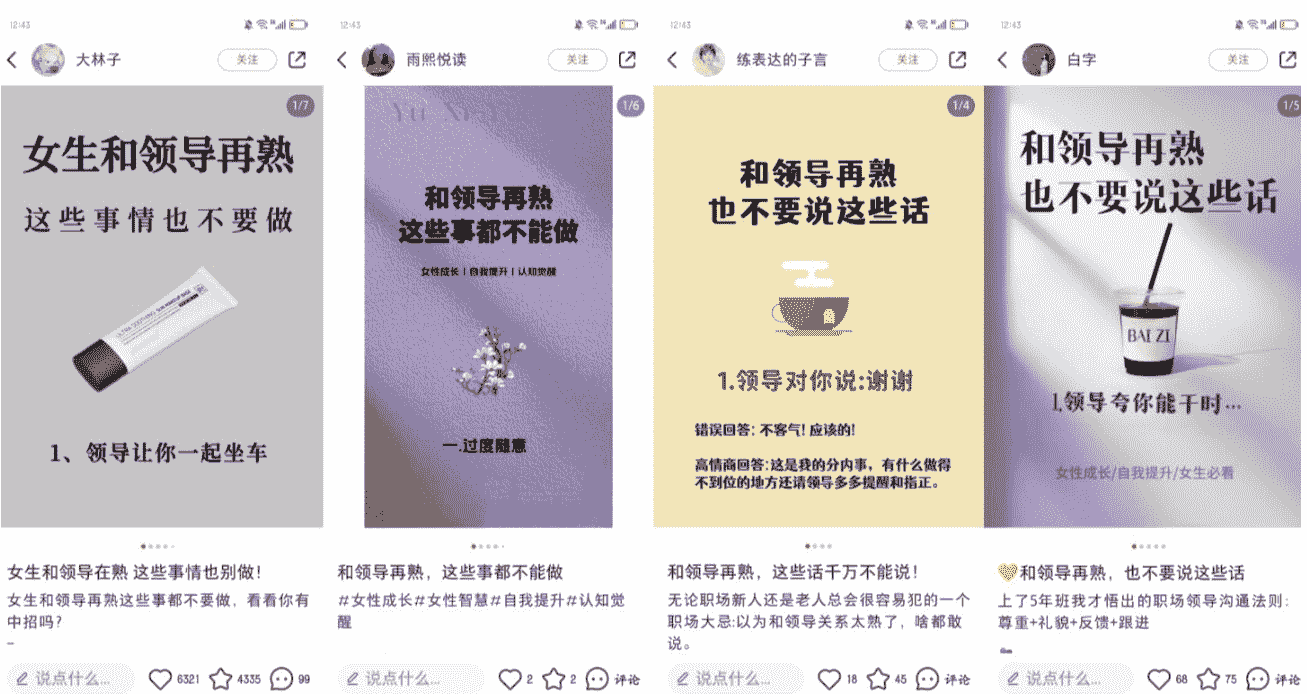 12:43
大林子
关注
1/7
女生和领导再熟
这些事情也不要做
1、领导让你一起坐车
女生和领导在熟 这些事情也别做!
女生和领导再熟这些事都不要做，看看你有
中招吗?
说点什么...
6321
4335
99
12:43
雨熙悦读
关注
1/6
和领导再熟
这些事都不能做
女性成长丨自我提升丨认知觉醒
一.过度随意
和领导再熟，这些事都不能做
#女性成长#女性智慧#自我提升#认知觉
醒
说点什么...
2
2
评论
12:43
练表达的子言
关注
1/4
和领导再熟
也不要说这些话
1.领导对你说:谢谢
错误回答: 不客气! 应该的!
高情商回答:这是我的分内事，有什么做得
不到位的地方还请领导多多提醒和指正。
和领导再熟，这些话千万不能说!
无论职场新人还是老人总会很容易犯的一个
职场大忌:以为和领导关系太熟了，啥都敢
说。
说点什么...
18
45
评论
12:43
白字
关注
1/5
和领导再熟
也不要说这些话
BAI ZI
1.领导夸你能干时...
女性成长/自我提升/女生必看
和领导再熟，也不要说这些话
上了5年班我才悟出的职场领导沟通法则:
尊重+礼貌+反馈+跟进
说点什么...
68
75
评论